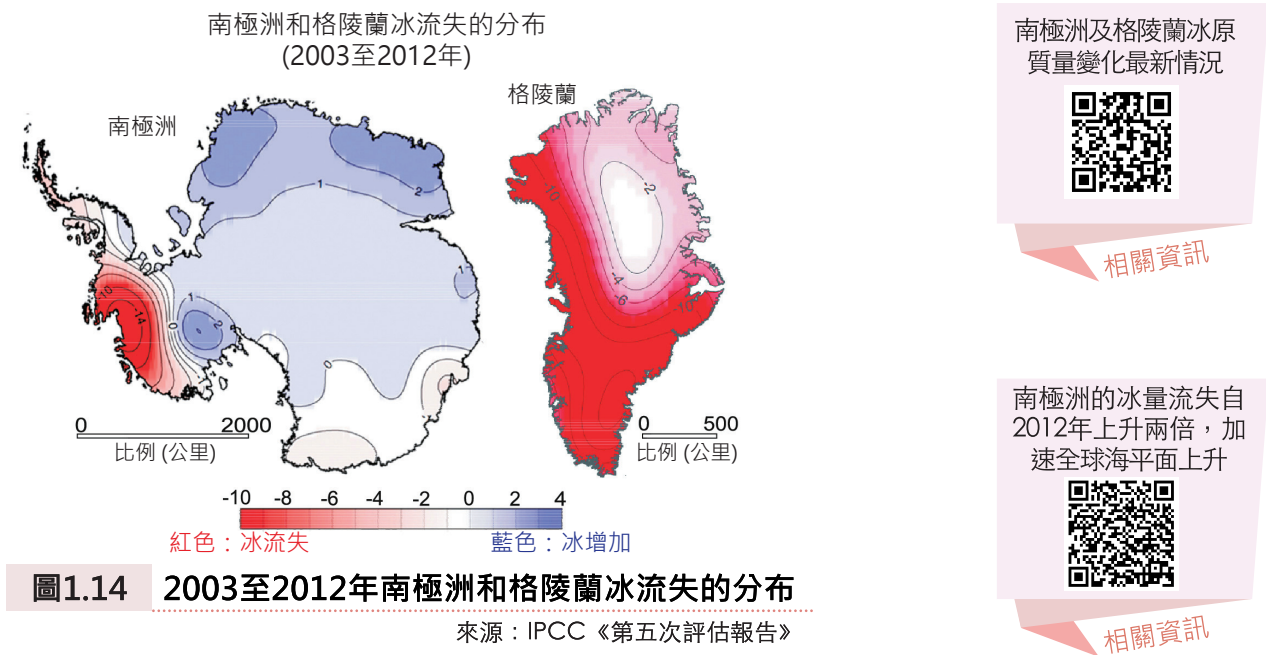 南極洲和格陵蘭冰流失的分布
(2003至2012年)
南極洲
格陵蘭
1
2
1
1
2
0
0
-10
-14
-10
-2
-4
-6
-10
0
2000
比例 (公里)
0
500
比例 (公里)
-10 -8 -6 -4 -2 0 2 4
紅色：冰流失
藍色：冰增加
圖1.14 2003至2012年南極洲和格陵蘭冰流失的分布
來源：IPCC《第五次評估報告》
南極洲及格陵蘭冰原
質量變化最新情況
相關資訊
南極洲的冰量流失自
2012年上升兩倍，加
速全球海平面上升
相關資訊